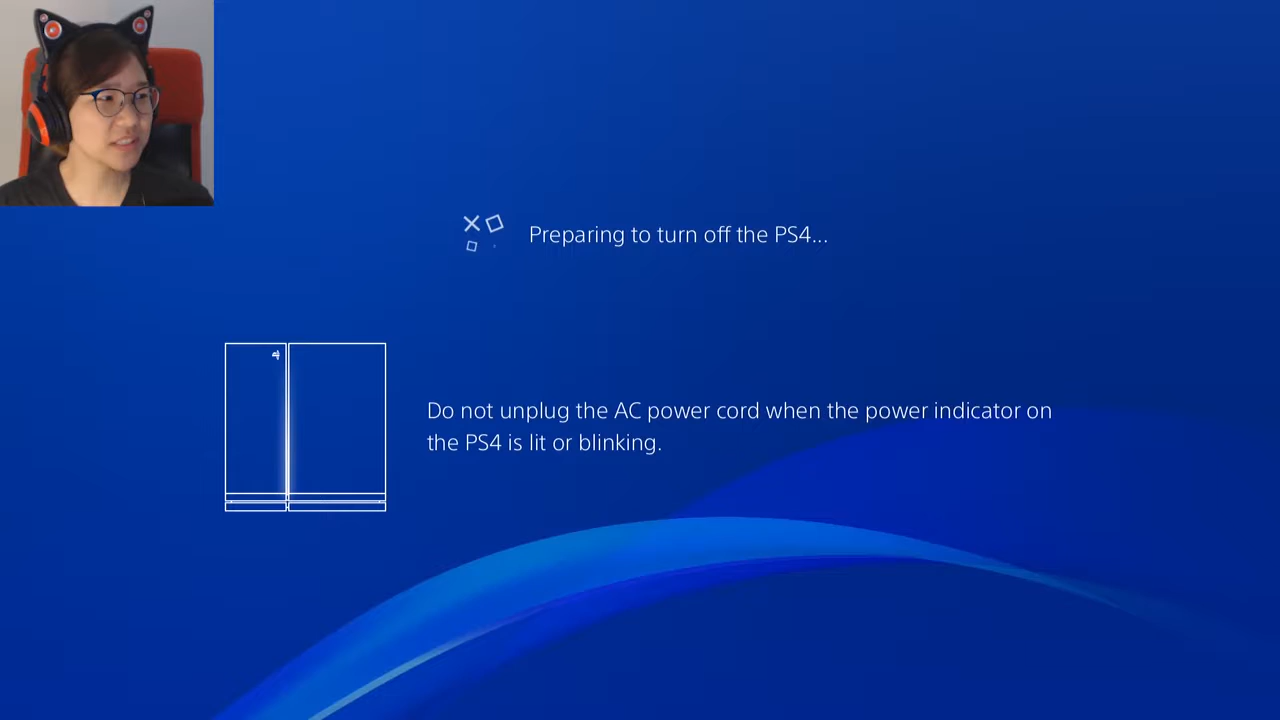 Preparing to turn off the PS4...
Do not unplug the AC power cord when the power indicator on
the PS4 is lit or blinking.